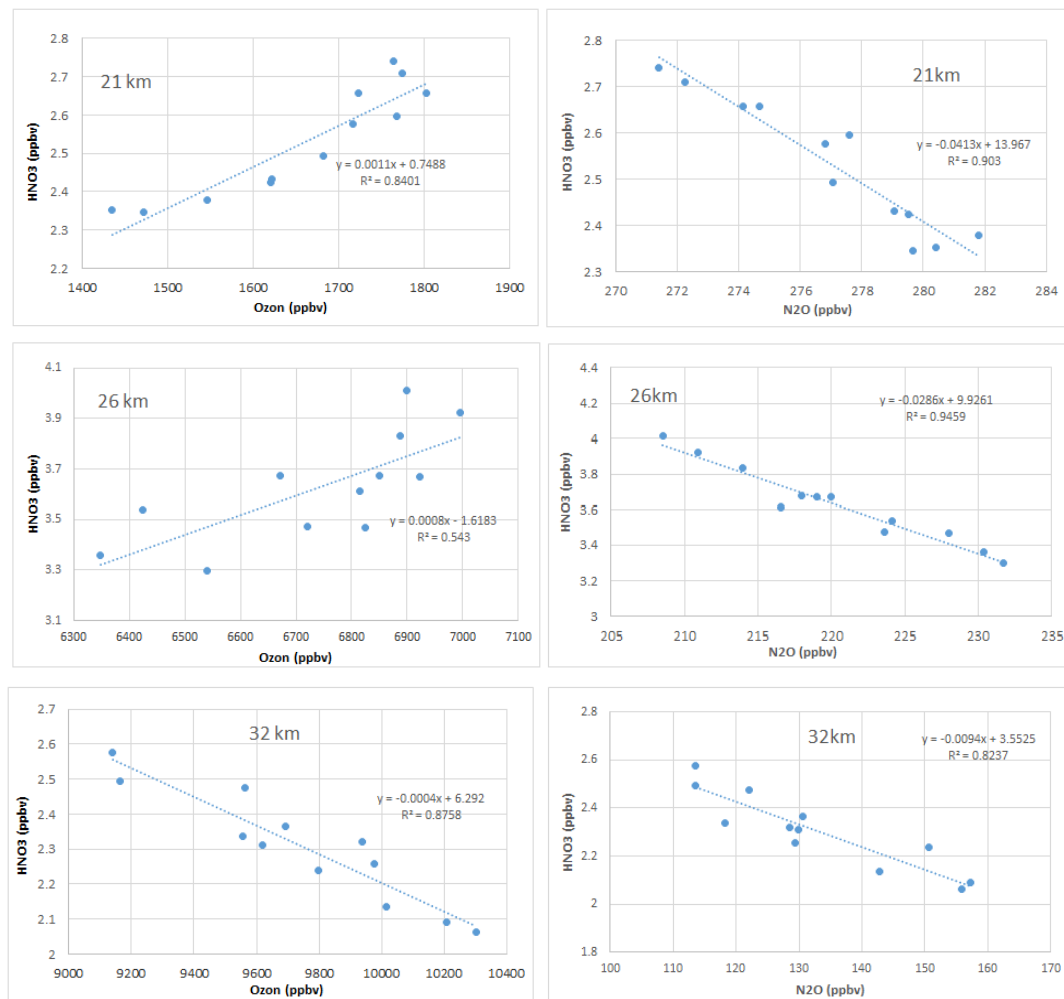 2.8
2.7
2.6
2.5
2.4
2.3
2.2
HNO3 (ppbv)
21 km
y = 0.0011x + 0.7488
R² = 0.8401
1400 1500 1600 1700 1800 1900
Ozon (ppbv)
2.8
2.7
2.6
2.5
2.4
2.3
HNO3 (ppbv)
21km
y = -0.0413x + 13.967
R² = 0.903
270 272 274 276 278 280 282 284
N2O (ppbv)
4.1
3.9
3.7
3.5
3.3
3.1
HNO3 (ppbv)
26 km
y = 0.0008x - 1.6183
R² = 0.543
6300 6400 6500 6600 6700 6800 6900 7000 7100
Ozon (ppbv)
4.4
4.2
4
3.8
3.6
3.4
3.2
3
HNO3 (ppbv)
26km
y = -0.0286x + 9.9261
R² = 0.9459
205 210 215 220 225 230 235
N2O (ppbv)
2.7
2.6
2.5
2.4
2.3
2.2
2.1
2
HNO3 (ppbv)
32 km
y = -0.0004x + 6.292
R² = 0.8758
9000 9200 9400 9600 9800 10000 10200 10400
Ozon (ppbv)
2.8
2.6
2.4
2.2
2
1.8
HNO3 (ppbv)
32km
y = -0.0094x + 3.5525
R² = 0.8237
100 110 120 130 140 150 160 170
N2O (ppbv)